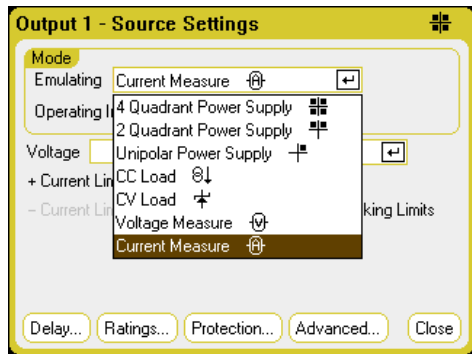 Output 1 - Source Settings
Mode
Emulating Current Measure
Operating I
4 Quadrant Power Supply
2 Quadrant Power Supply
Unipolar Power Supply
CC Load
CV Load
Voltage Measure
Current Measure
Voltage
+ Current Lim
- Current Lim
king Limits
Delay... Ratings... Protection... Advanced... Close